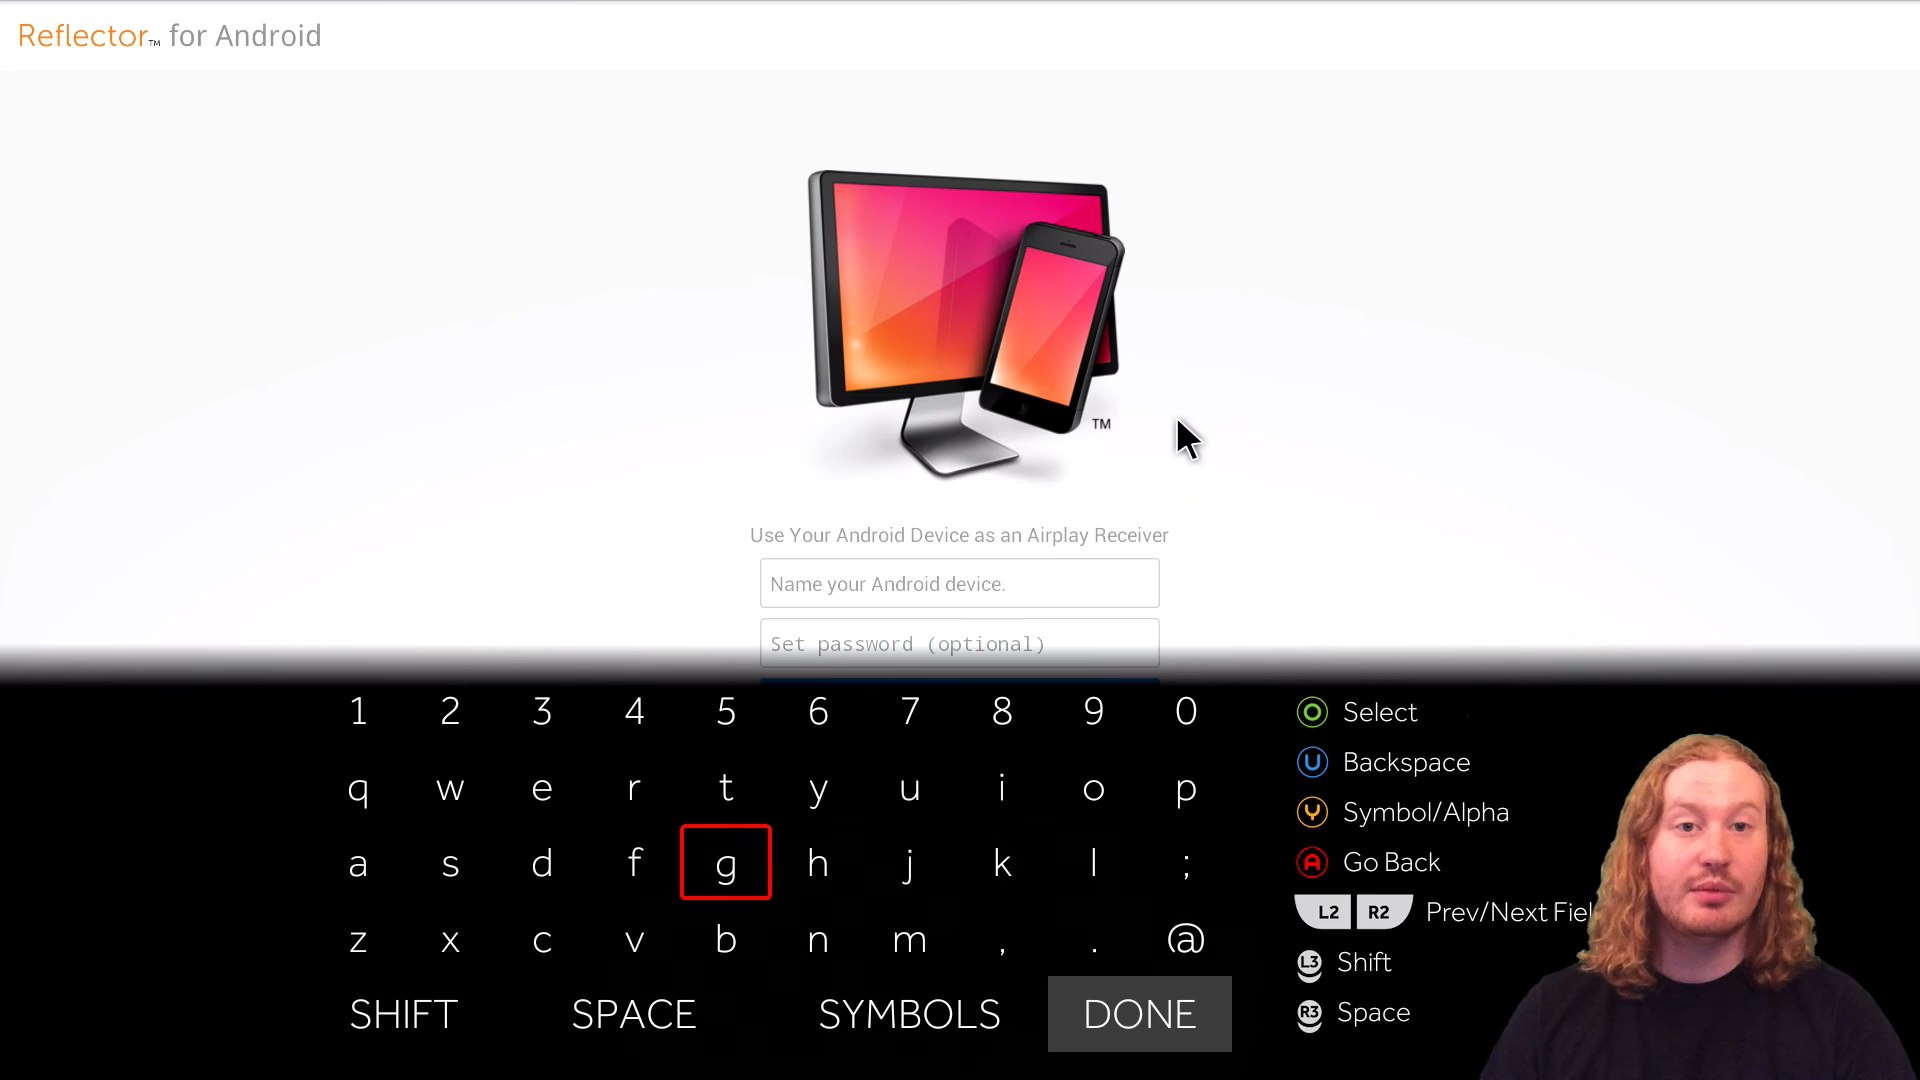 Reflector™ for Android
TM
Use Your Android Device as an Airplay Receiver
Name your Android device.
Set password (optional)
1 2 3 4 5 6 7 8 9 0
q w e r t y u i o p
a s d f g h j k l ;
z x c v b n m , . @
SHIFT SPACE SYMBOLS DONE
O Select
U Backspace
Y Symbol/Alpha
A Go Back
L2 R2 Prev/Next Fiel
L3 Shift
R3 Space